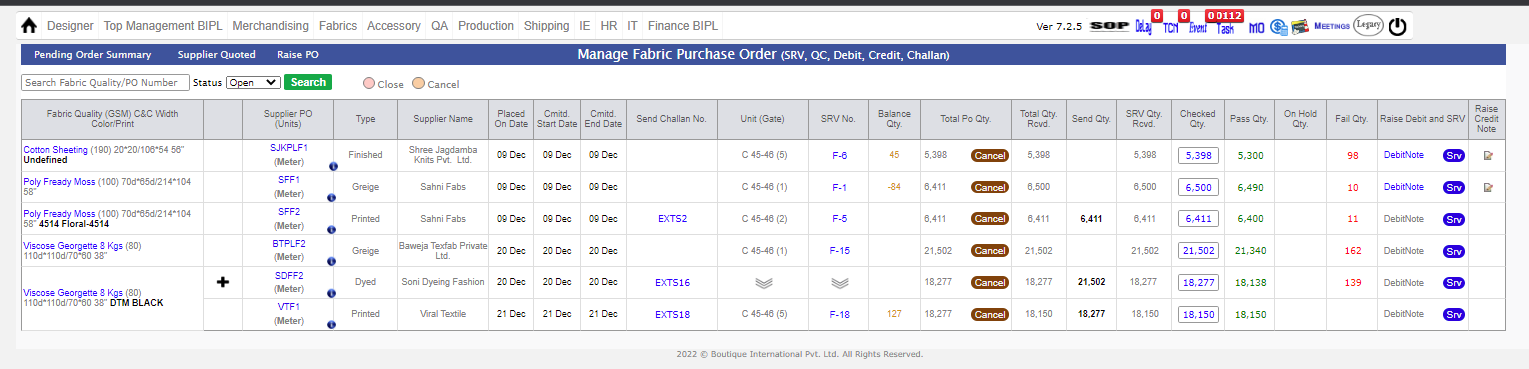 Designer Top Management BIPL Merchandising Fabrics Accessory QA Production Shipping IE HR IT Finance BIPL Ver 7.2.5 SOP Delay 0 TCN 0 Event 0 Task 0112 MO MEETINGS Legacy
Pending Order Summary Supplier Quoted Raise PO Manage Fabric Purchase Order (SRV, QC, Debit, Credit, Challan)
Search Fabric Quality/PO Number Status Open Search Close Cancel
Fabric Quality (GSM) C&C Width Color/Print Supplier PO (Units) Type Supplier Name Placed On Date Cmitd. Start Date Cmitd. End Date Send Challan No. Unit (Gate) SRV No. Balance Qty. Total Po Qty. Total Qty. Rcvd. Send Qty. SRV Qty. Rcvd. Checked Qty. Pass Qty. On Hold Qty. Fail Qty. Raise Debit and SRV Raise Credit Note
Cotton Sheeting (190) 20*20/106*54 56" Undefined SJKPLF1 (Meter) Finished Shree Jagdamba Knits Pvt. Ltd. 09 Dec 09 Dec 09 Dec C 45-46 (5) F-6 45 5,398 Cancel 5,398 5,398 5,398 5,300 98 DebitNote Srv
Poly Fready Moss (100) 70d*65d/214*104 58" SFF1 (Meter) Greige Sahni Fabs 09 Dec 09 Dec 09 Dec C 45-46 (1) F-1 -84 6,411 Cancel 6,500 6,500 6,500 6,490 10 DebitNote Srv
Poly Fready Moss (100) 70d*65d/214*104 58" 4514 Floral-4514 SFF2 (Meter) Printed Sahni Fabs 09 Dec 09 Dec 09 Dec EXTS2 C 45-46 (2) F-5 6,411 Cancel 6,411 6,411 6,411 6,411 6,400 11 DebitNote Srv
Viscose Georgette 8 Kgs (80) 110d*110d/70*60 38" BTPLF2 (Meter) Greige Baweja Texfab Private Ltd. 20 Dec 20 Dec 20 Dec C 45-46 (1) F-15 21,502 Cancel 21,502 21,502 21,502 21,340 162 DebitNote Srv
Viscose Georgette 8 Kgs (80) 110d*110d/70*60 38" DTM BLACK SDFF2 (Meter) Dyed Soni Dyeing Fashion 20 Dec 20 Dec 20 Dec EXTS16 18,277 Cancel 18,277 21,502 18,277 18,277 18,138 139 DebitNote Srv
VTF1 (Meter) Printed Viral Textile 21 Dec 21 Dec 21 Dec EXTS18 C 45-46 (5) F-18 127 18,277 Cancel 18,150 18,277 18,150 18,150 18,150 DebitNote Srv
2022 © Boutique International Pvt. Ltd. All Rights Reserved.